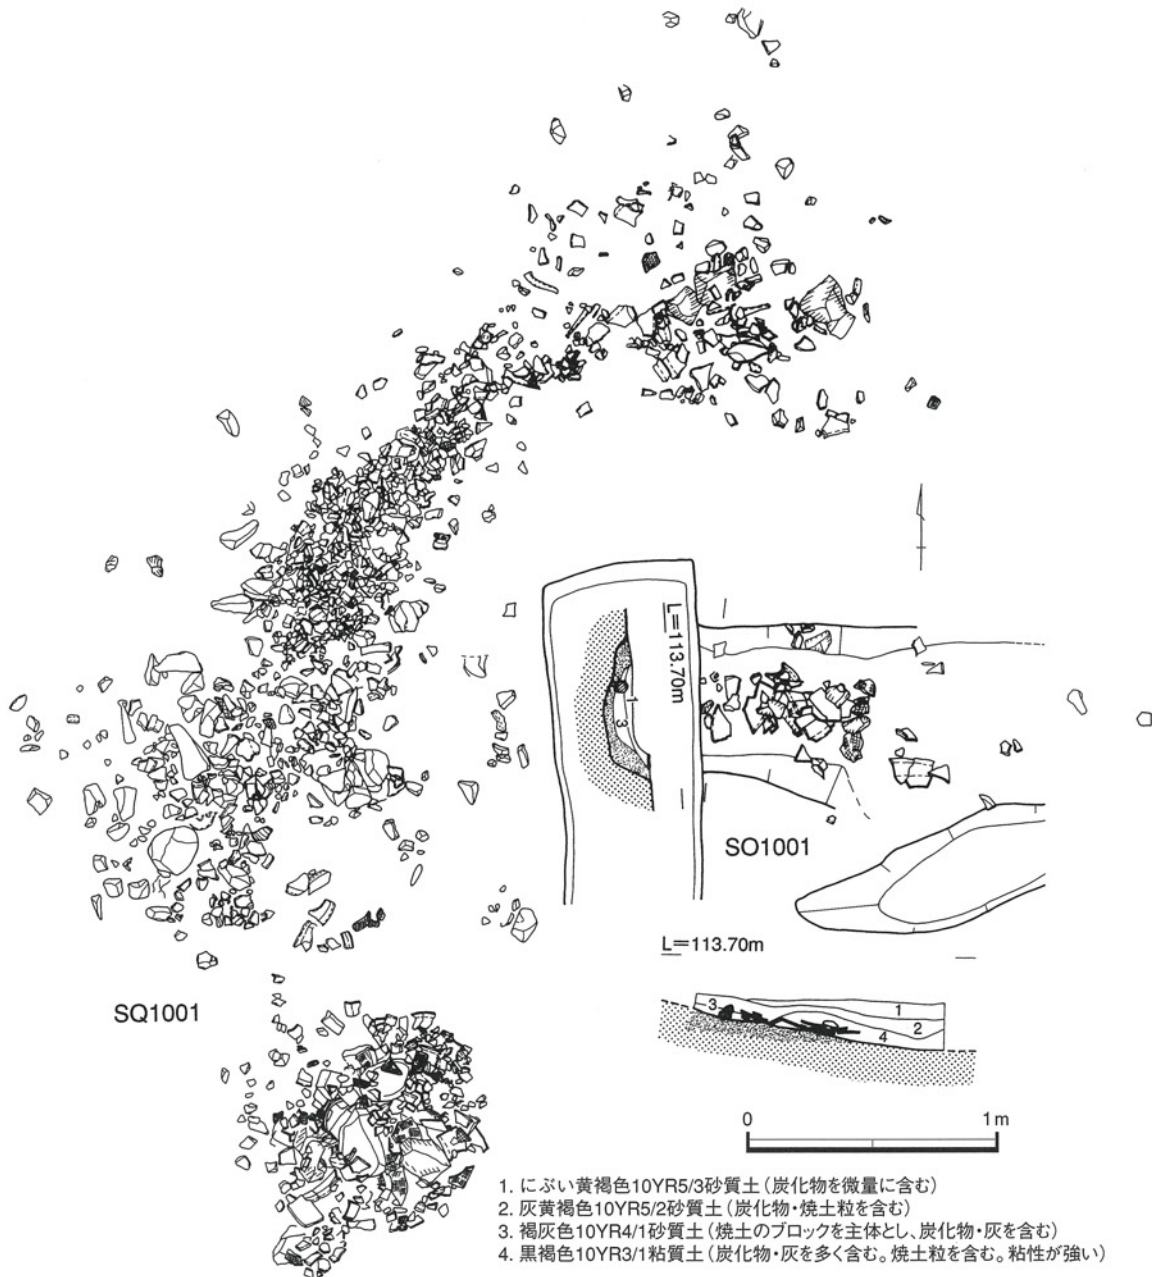 L=113.70m
1
3
SO1001
L=113.70m
SQ1001
3
1
2
4
0 1m
1. にぶい黄褐色10YR5/3砂質土(炭化物を微量に含む)
2. 灰黄褐色10YR5/2砂質土(炭化物・焼土粒を含む)
3. 褐灰色10YR4/1砂質土(焼土のブロックを主体とし、炭化物・灰を含む)
4. 黒褐色10YR3/1粘質土(炭化物・灰を多く含む。焼土粒を含む。粘性が強い)